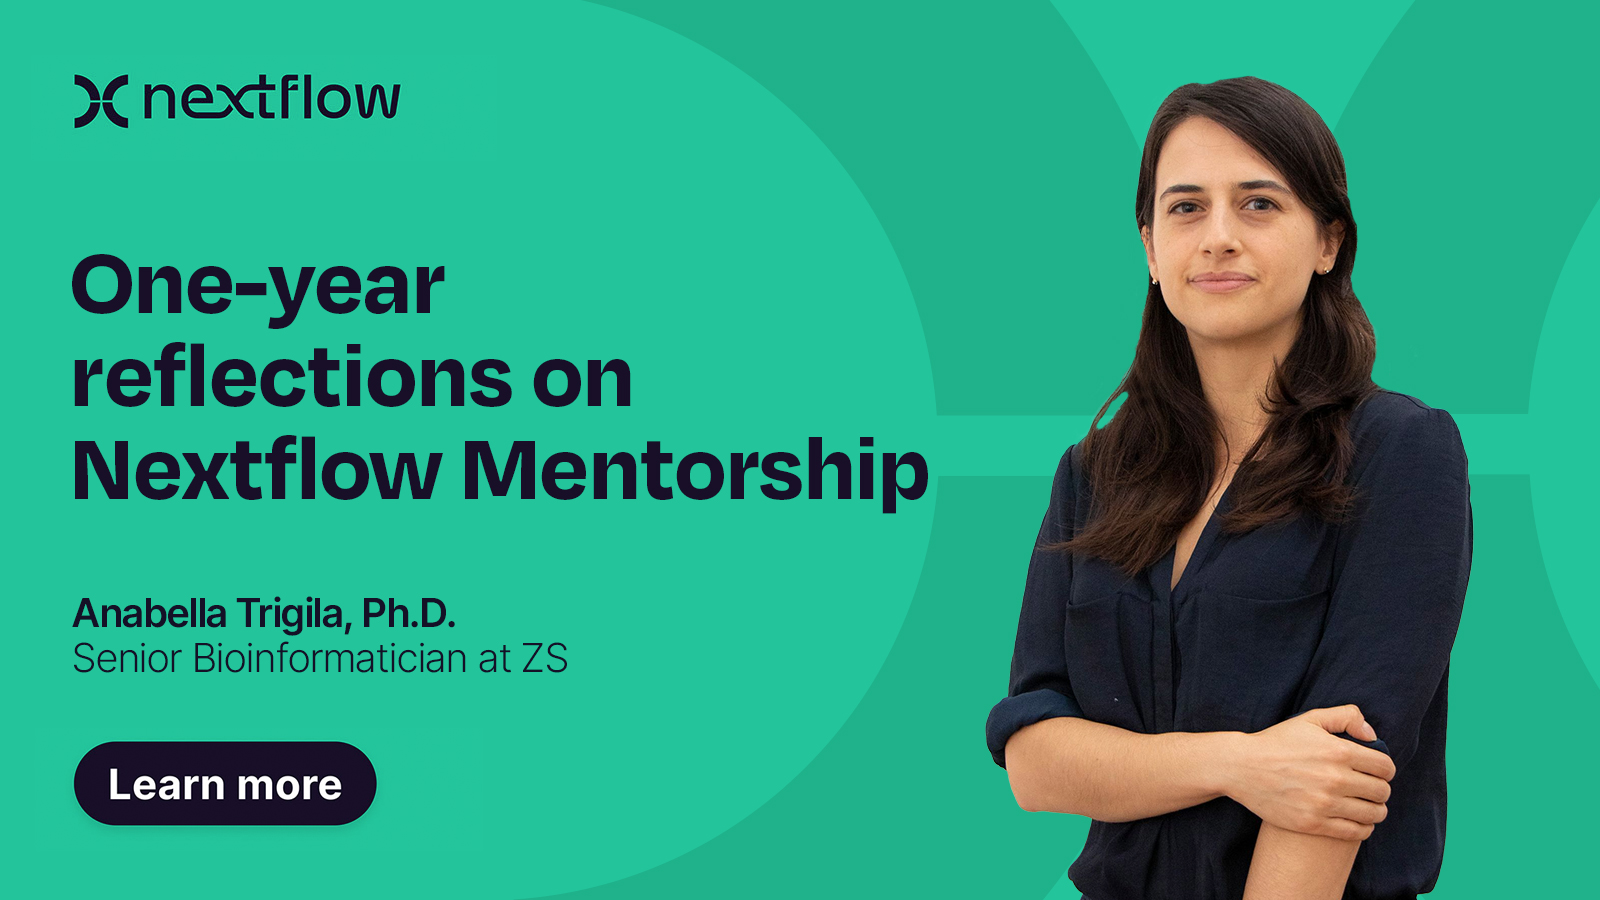 nextflow
One-year
reflections on
Nextflow Mentorship
Anabella Trigila, Ph.D.
Senior Bioinformatician at ZS
Learn more